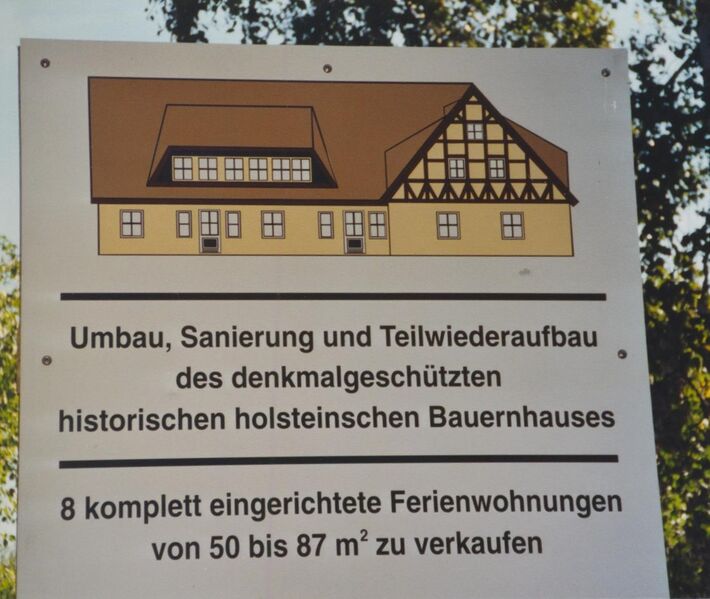 Umbau, Sanierung und Teilwiederaufbau
des denkmalgeschützten
historischen holsteinschen Bauernhauses
8 komplett eingerichtete Ferienwohnungen
von 50 bis 87 m² zu verkaufen